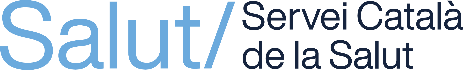 Salut/
Servei Català
de la Salut